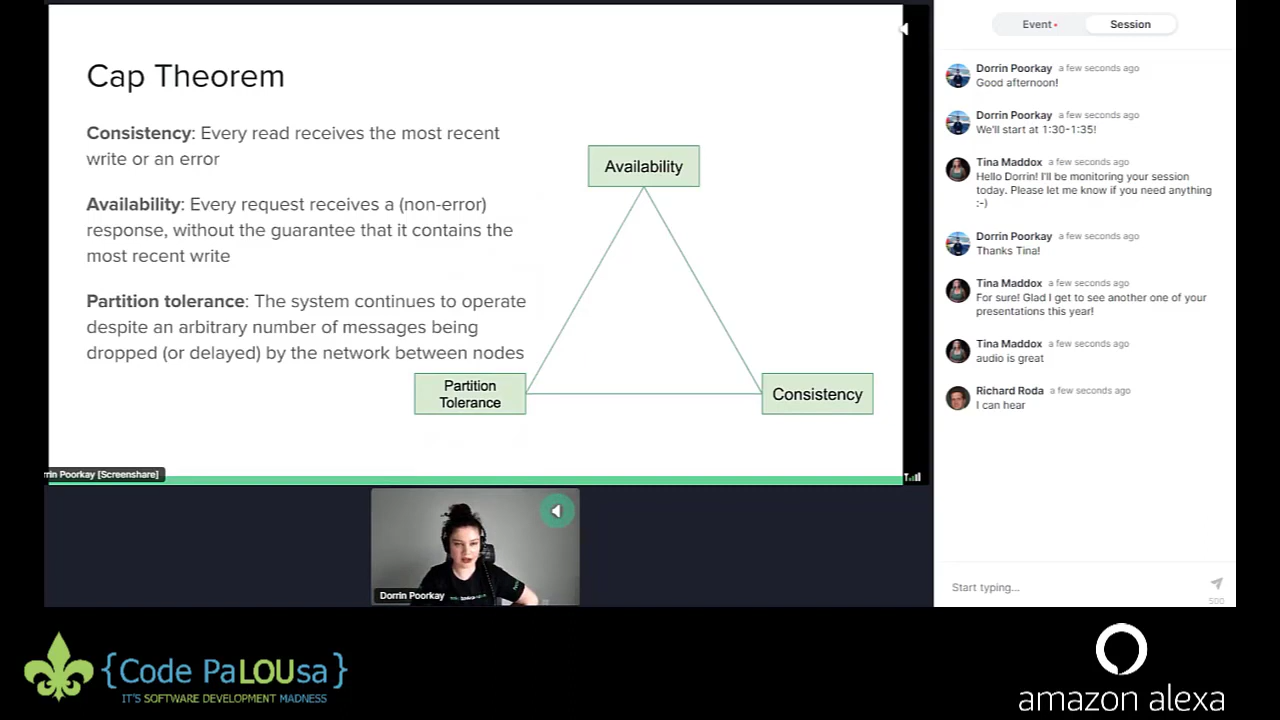 Cap Theorem
Consistency: Every read receives the most recent
write or an error
Availability: Every request receives a (non-error)
response, without the guarantee that it contains the
most recent write
Partition tolerance: The system continues to operate
despite an arbitrary number of messages being
dropped (or delayed) by the network between nodes
Availability
Partition
Tolerance
Consistency
rrin Poorkay [Screenshare]
Dorrin Poorkay
Event
Session
Dorrin Poorkay a few seconds ago
Good afternoon!
Dorrin Poorkay a few seconds ago
We'll start at 1:30-1:35!
Tina Maddox a few seconds ago
Hello Dorrin! I'll be monitoring your session
today. Please let me know if you need anything
:-)
Dorrin Poorkay a few seconds ago
Thanks Tina!
Tina Maddox a few seconds ago
For sure! Glad I get to see another one of your
presentations this year!
Tina Maddox a few seconds ago
audio is great
Richard Roda a few seconds ago
I can hear
Start typing...
500
{Code PaLOUsa}
IT'S SOFTWARE DEVELOPMENT MADNESS
amazon alexa